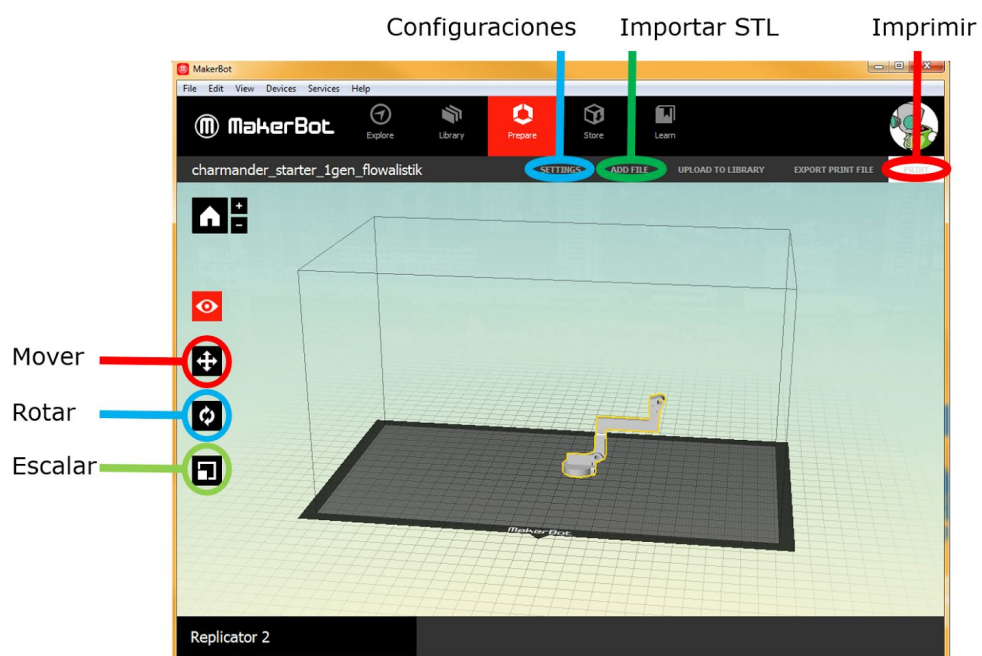 Configuraciones Importar STL Imprimir
MakerBot
File Edit View Devices Services Help
MakerBot
Explore Library Prepare Store Learn
charmander_starter_1gen_flowalistik SETTINGS ADD FILE UPLOAD TO LIBRARY EXPORT PRINT FILE PRINT
Mover
Rotar
Escalar
MakerBot
Replicator 2